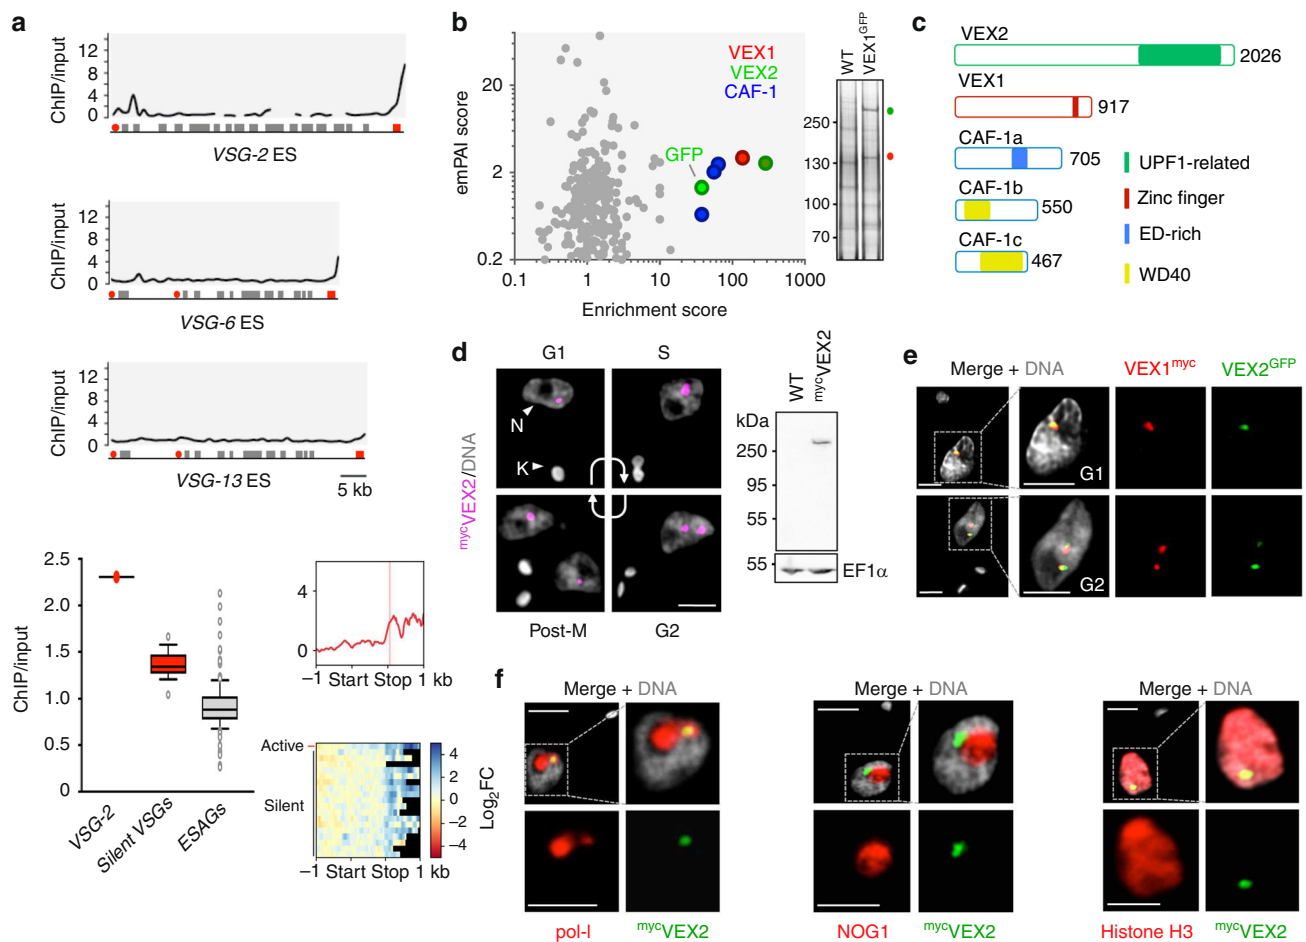 a
ChIP/input
12
8
4
0
VSG-2 ES
ChIP/input
12
8
4
0
VSG-6 ES
ChIP/input
12
8
4
0
VSG-13 ES
5 kb
ChIP/input
2.5
2.0
1.5
1.0
0.5
0
VSG-2
Silent VSGs
ESAGs
4
0
−1 Start Stop 1 kb
Active
Silent
4
2
0
−2
−4
Log2FC
−1 Start Stop 1 kb
b
emPAI score
20
2
0.2
0.1
1
10
100
1000
Enrichment score
VEX1
VEX2
CAF-1
GFP
WT
VEX1GFP
250
130
100
70
c
VEX2
2026
VEX1
917
CAF-1a
705
CAF-1b
550
CAF-1c
467
UPF1-related
Zinc finger
ED-rich
WD40
d
mycVEX2/DNA
G1
S
N
K
Post-M
G2
WT
mycVEX2
kDa
250
95
55
55
EF1α
e
Merge + DNA
VEX1myc
VEX2GFP
G1
G2
f
Merge + DNA
pol-I
mycVEX2
Merge + DNA
NOG1
mycVEX2
Merge + DNA
Histone H3
mycVEX2